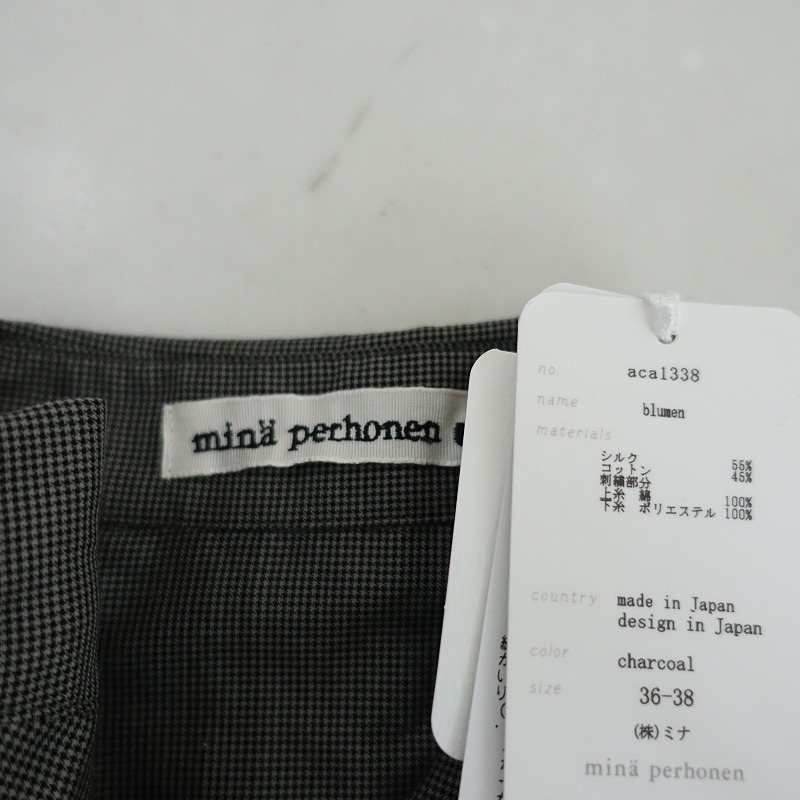 minä perhonen
no. aca1338
name blumen
materials
シルク 55%
コットン 45%
刺繍部分
上糸 綿 100%
下糸 ポリエステル 100%
country made in Japan
design in Japan
color charcoal
size 36-38
(株)ミナ
minä perhonen